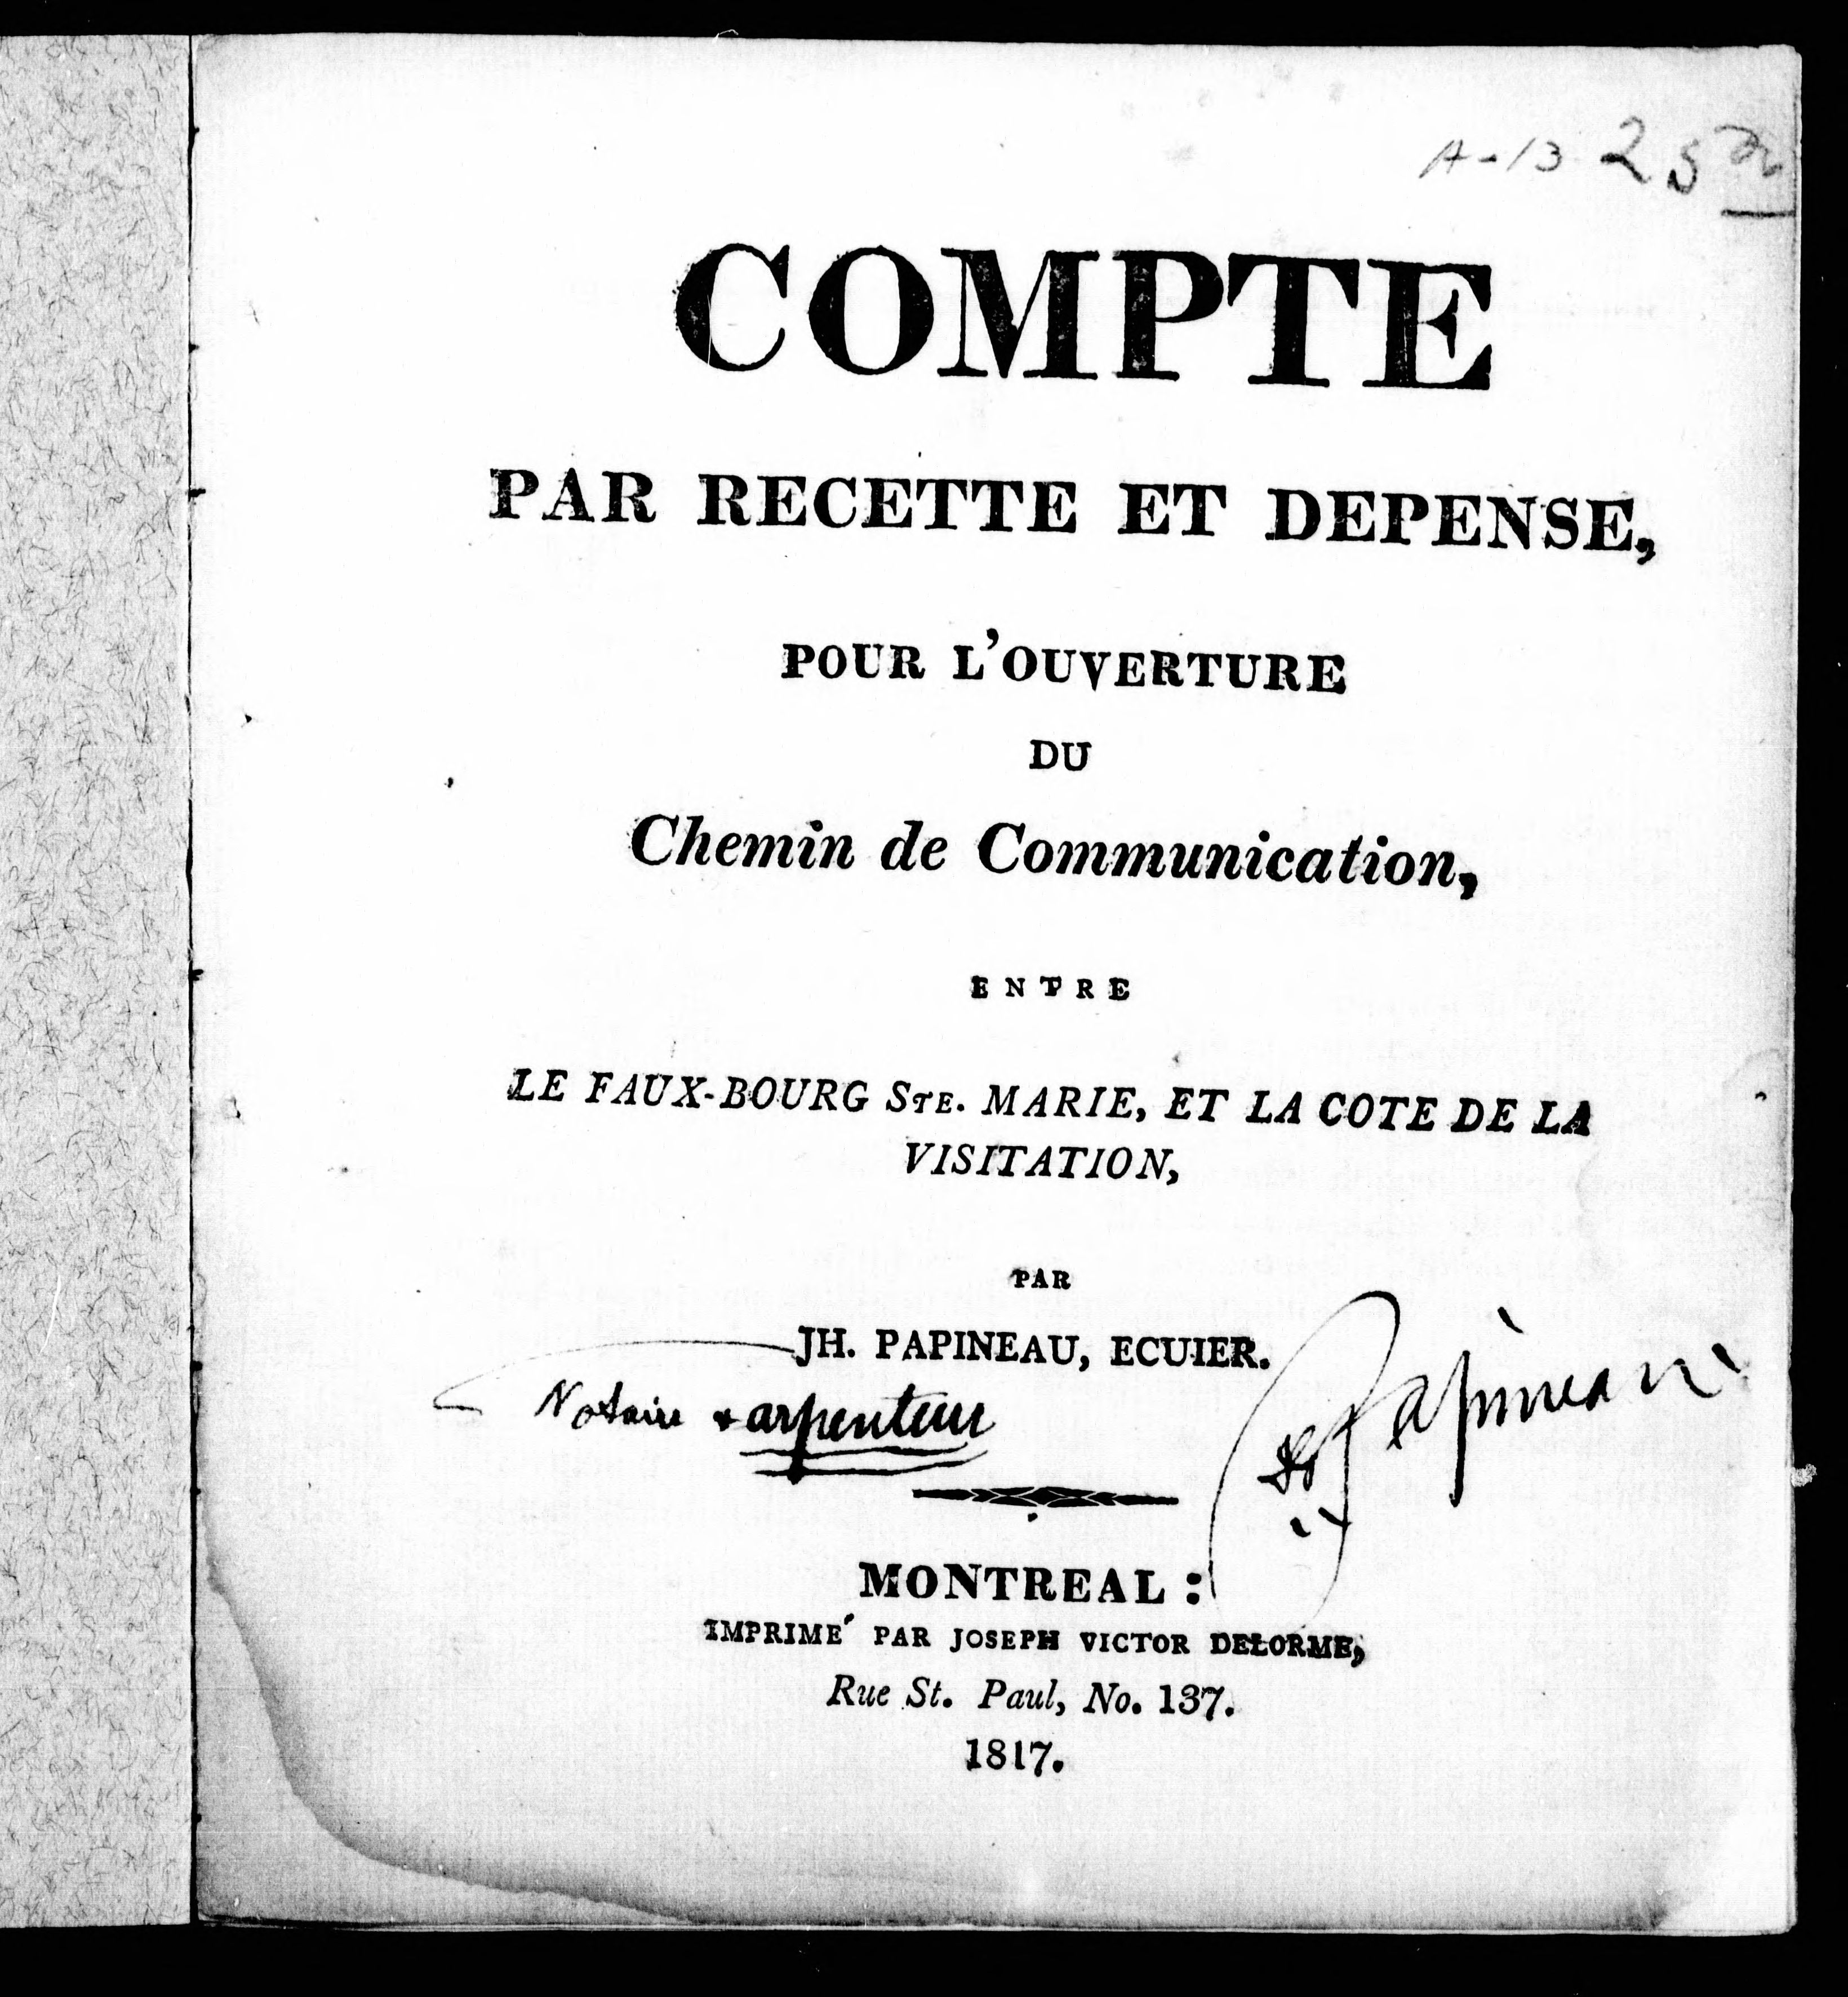 A-13 25
COMPTE
PAR RECETTE ET DEPENSE,
POUR L'OUVERTURE
DU
Chemin de Communication,
ENTRE
LE FAUX-BOURG STE. MARIE, ET LA COTE DE LA
VISITATION,
PAR
JH. PAPINEAU, ECUIER.
Notaire & arpenteur
Papineau
MONTREAL:
IMPRIME´ PAR JOSEPH VICTOR DELORME,
Rue St. Paul, No. 137.
1817.